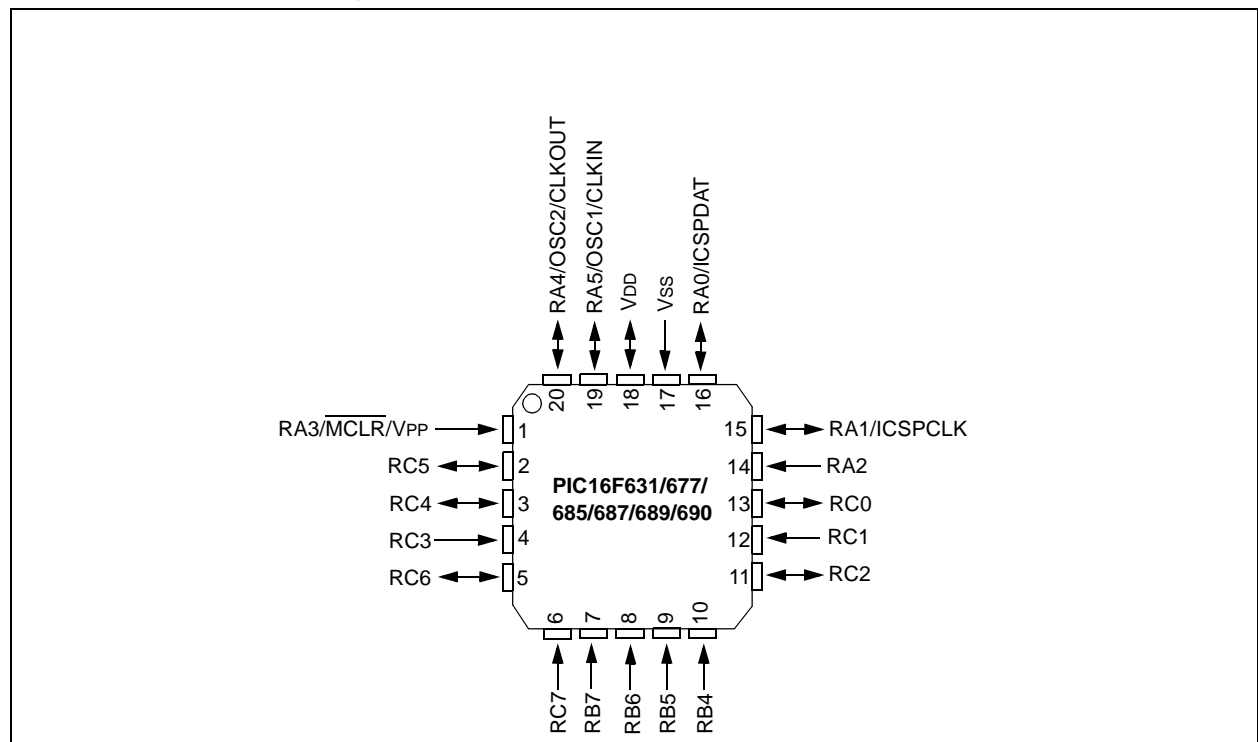 RA4/OSC2/CLKOUT
RA5/OSC1/CLKIN
VDD
VSS
RA0/ICSPDAT
20
19
18
17
16
RA3/MCLR/VPP
1
15
RA1/ICSPCLK
RC5
2
14
RA2
RC4
3
PIC16F631/677/
685/687/689/690
13
RC0
RC3
4
12
RC1
RC6
5
11
RC2
6
7
8
9
10
RC7
RB7
RB6
RB5
RB4